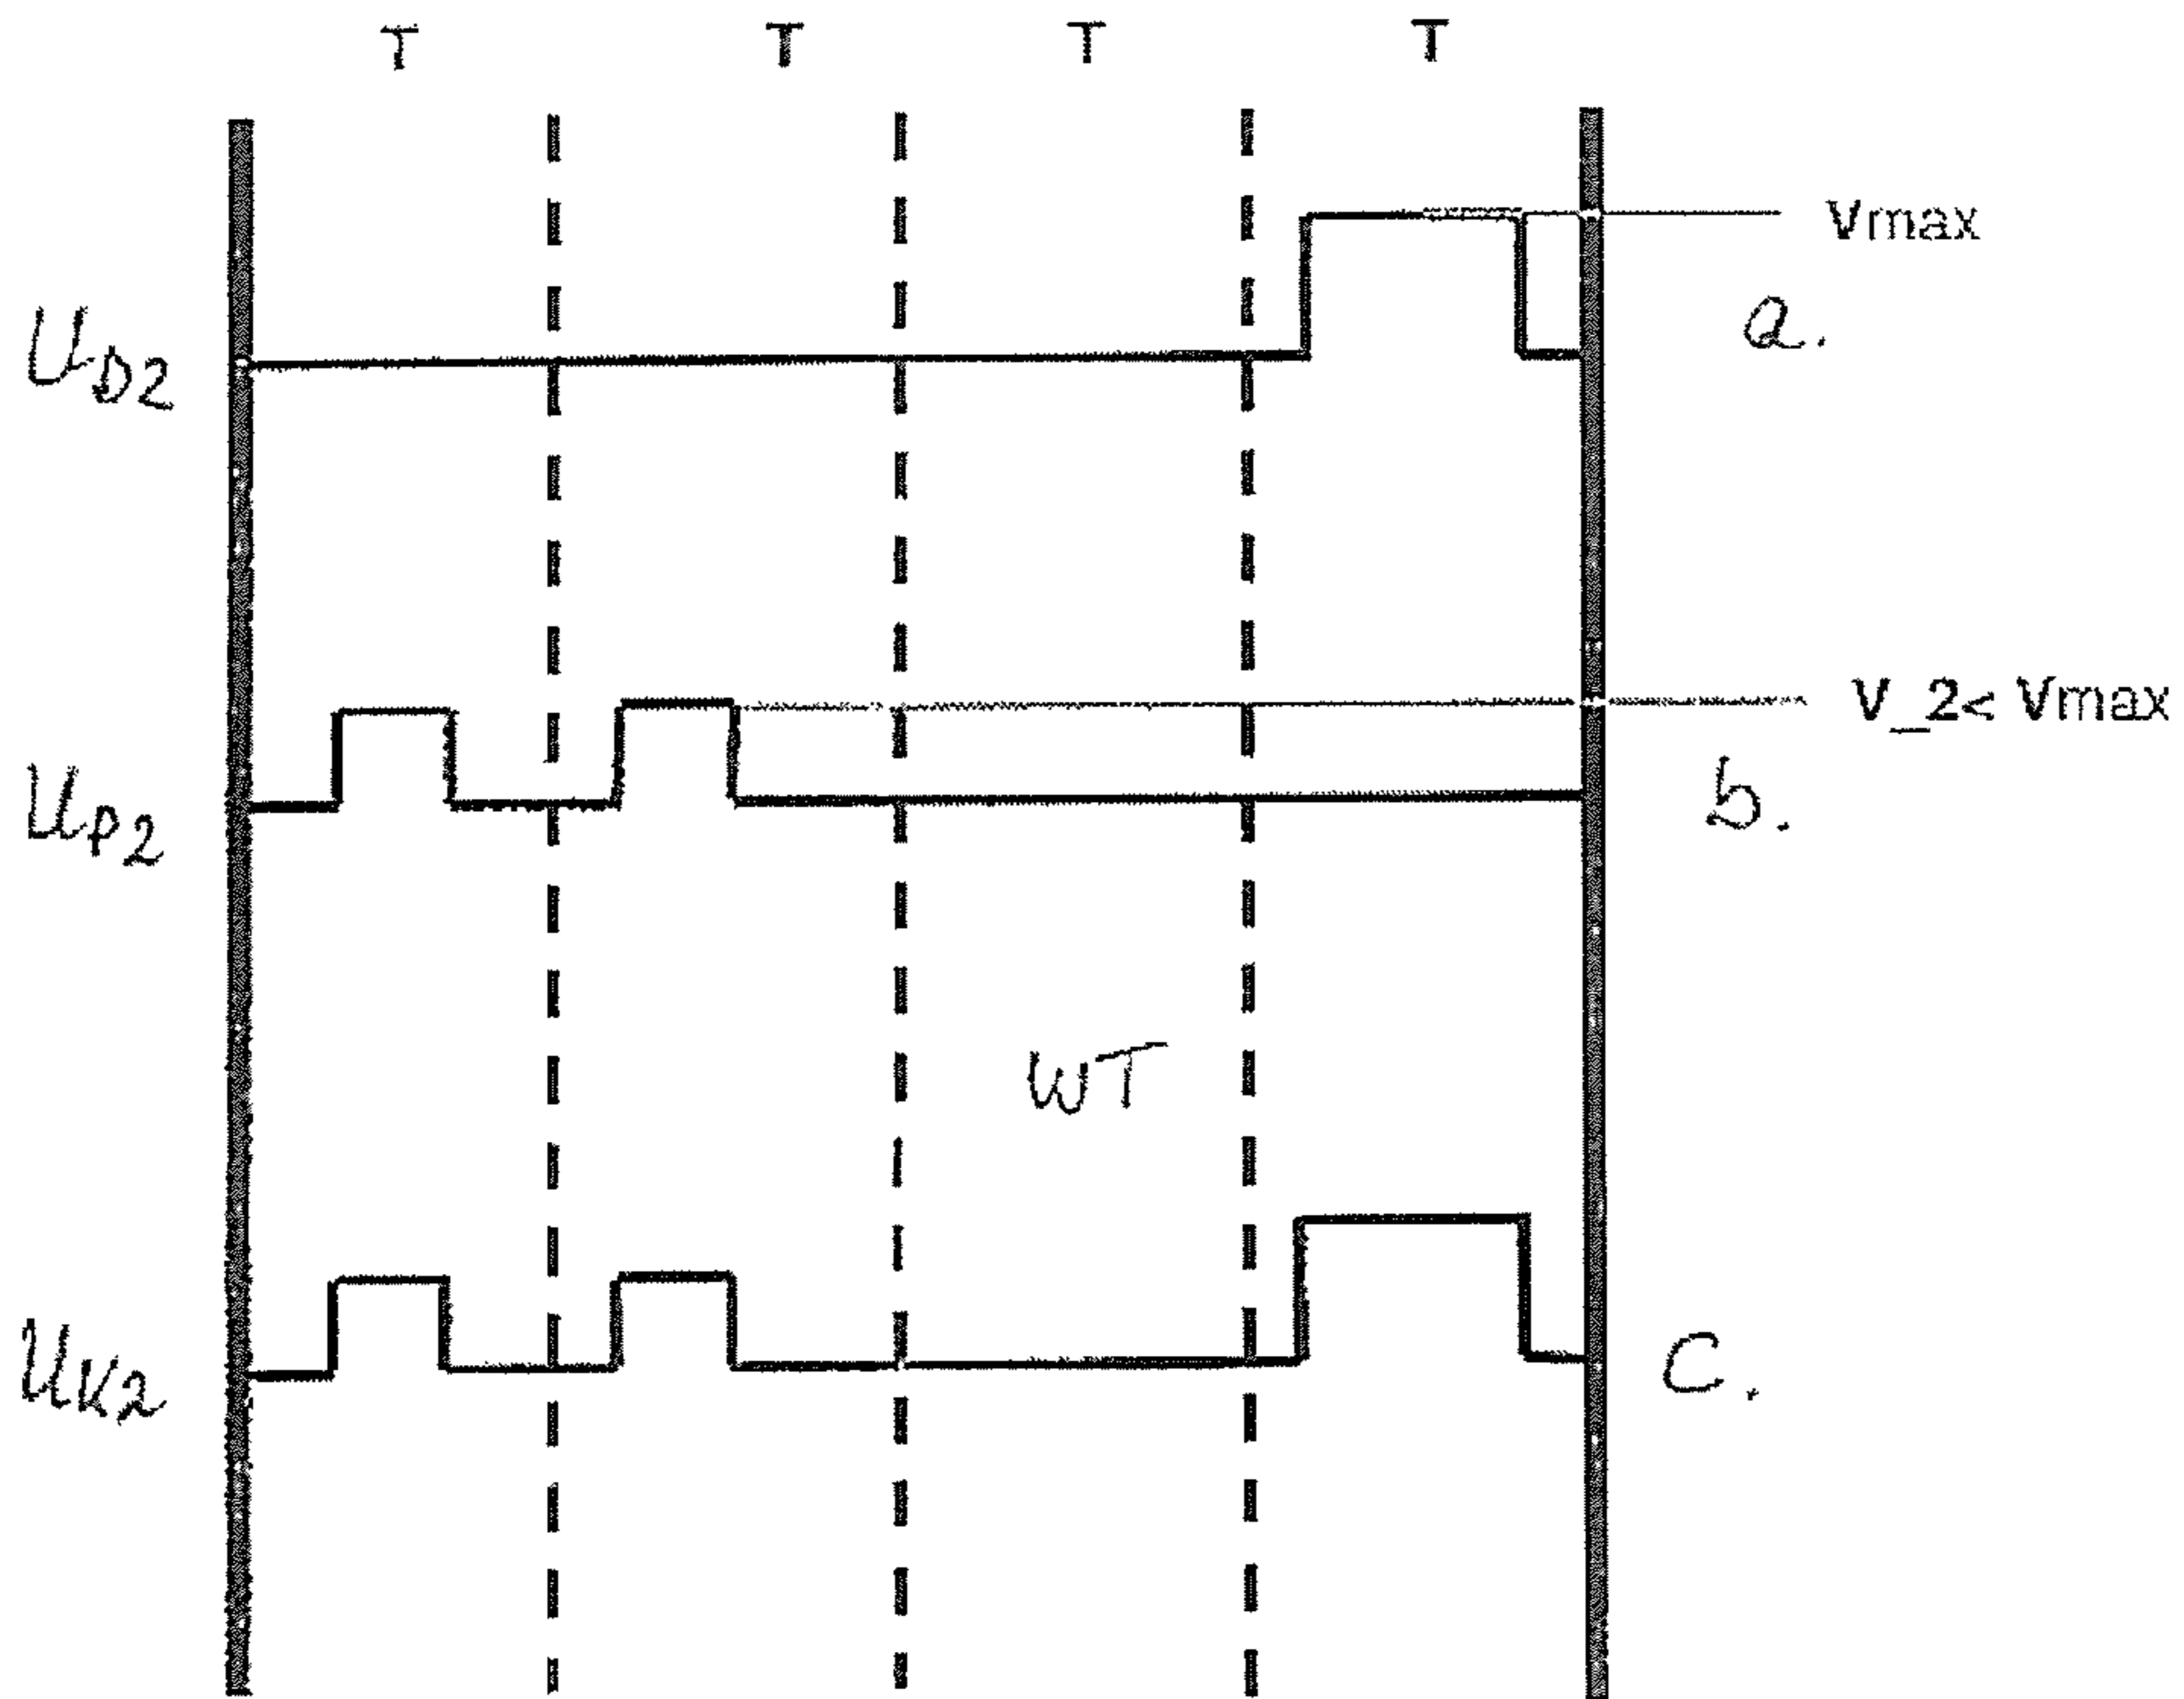 T T T T
Vmax
a.
U_D2
V_2< Vmax
b.
U_P2
WT
U_K2
c.